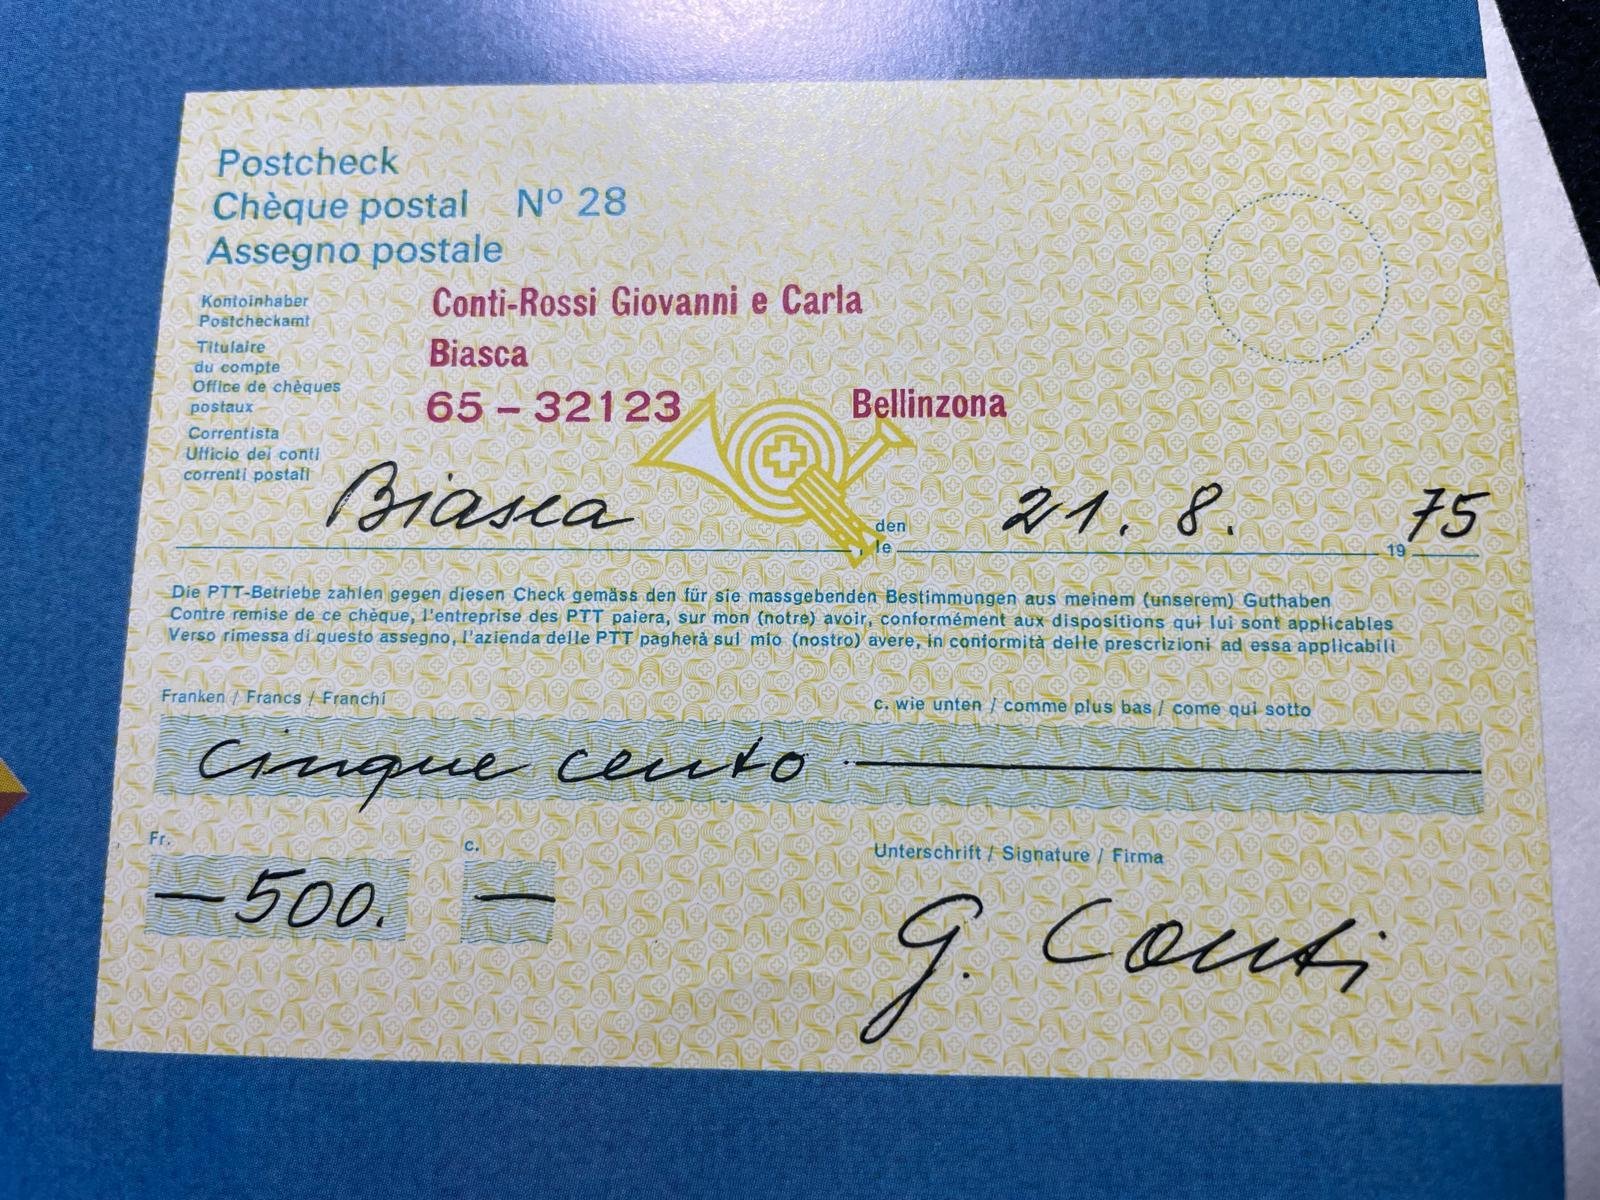 Postcheck
Chèque postal Nº 28
Assegno postale
Kontoinhaber
Postcheckamt
Titulaire
du compte
Office de chèques
postaux
Correntista
Ufficio dei conti
correnti postali
Conti-Rossi Giovanni e Carla
Biasca
65 – 32123 Bellinzona
Biasca, den
le 21. 8. 1975
Die PTT-Betriebe zahlen gegen diesen Check gemäss den für sie massgebenden Bestimmungen aus meinem (unserem) Guthaben
Contre remise de ce chèque, l'entreprise des PTT paiera, sur mon (notre) avoir, conformément aux dispositions qui lui sont applicables
Verso rimessa di questo assegno, l'azienda delle PTT pagherà sul mio (nostro) avere, in conformità delle prescrizioni ad essa applicabili
Franken / Francs / Franchi c. wie unten / comme plus bas / come qui sotto
Cinque cento
Fr. c. Unterschrift / Signature / Firma
— 500. —
G. Conti